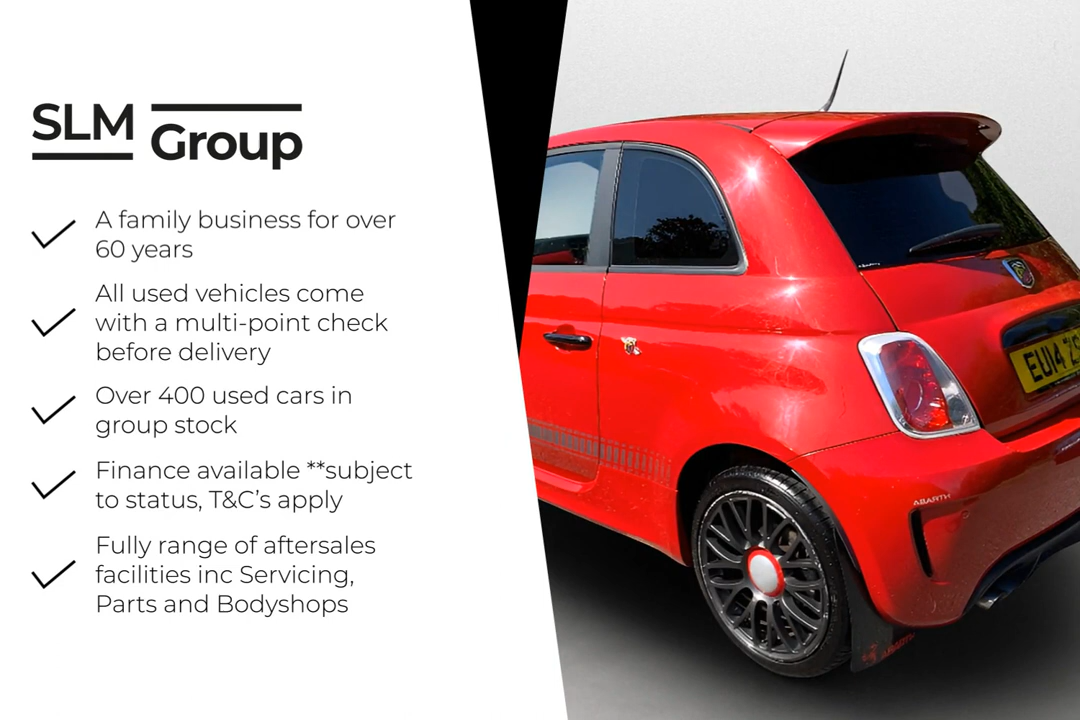 SLM
Group
A family business for over
60 years
All used vehicles come
with a multi-point check
before delivery
Over 400 used cars in
group stock
Finance available **subject
to status, T&C’s apply
Fully range of aftersales
facilities inc Servicing,
Parts and Bodyshops
EU14
ABARTH